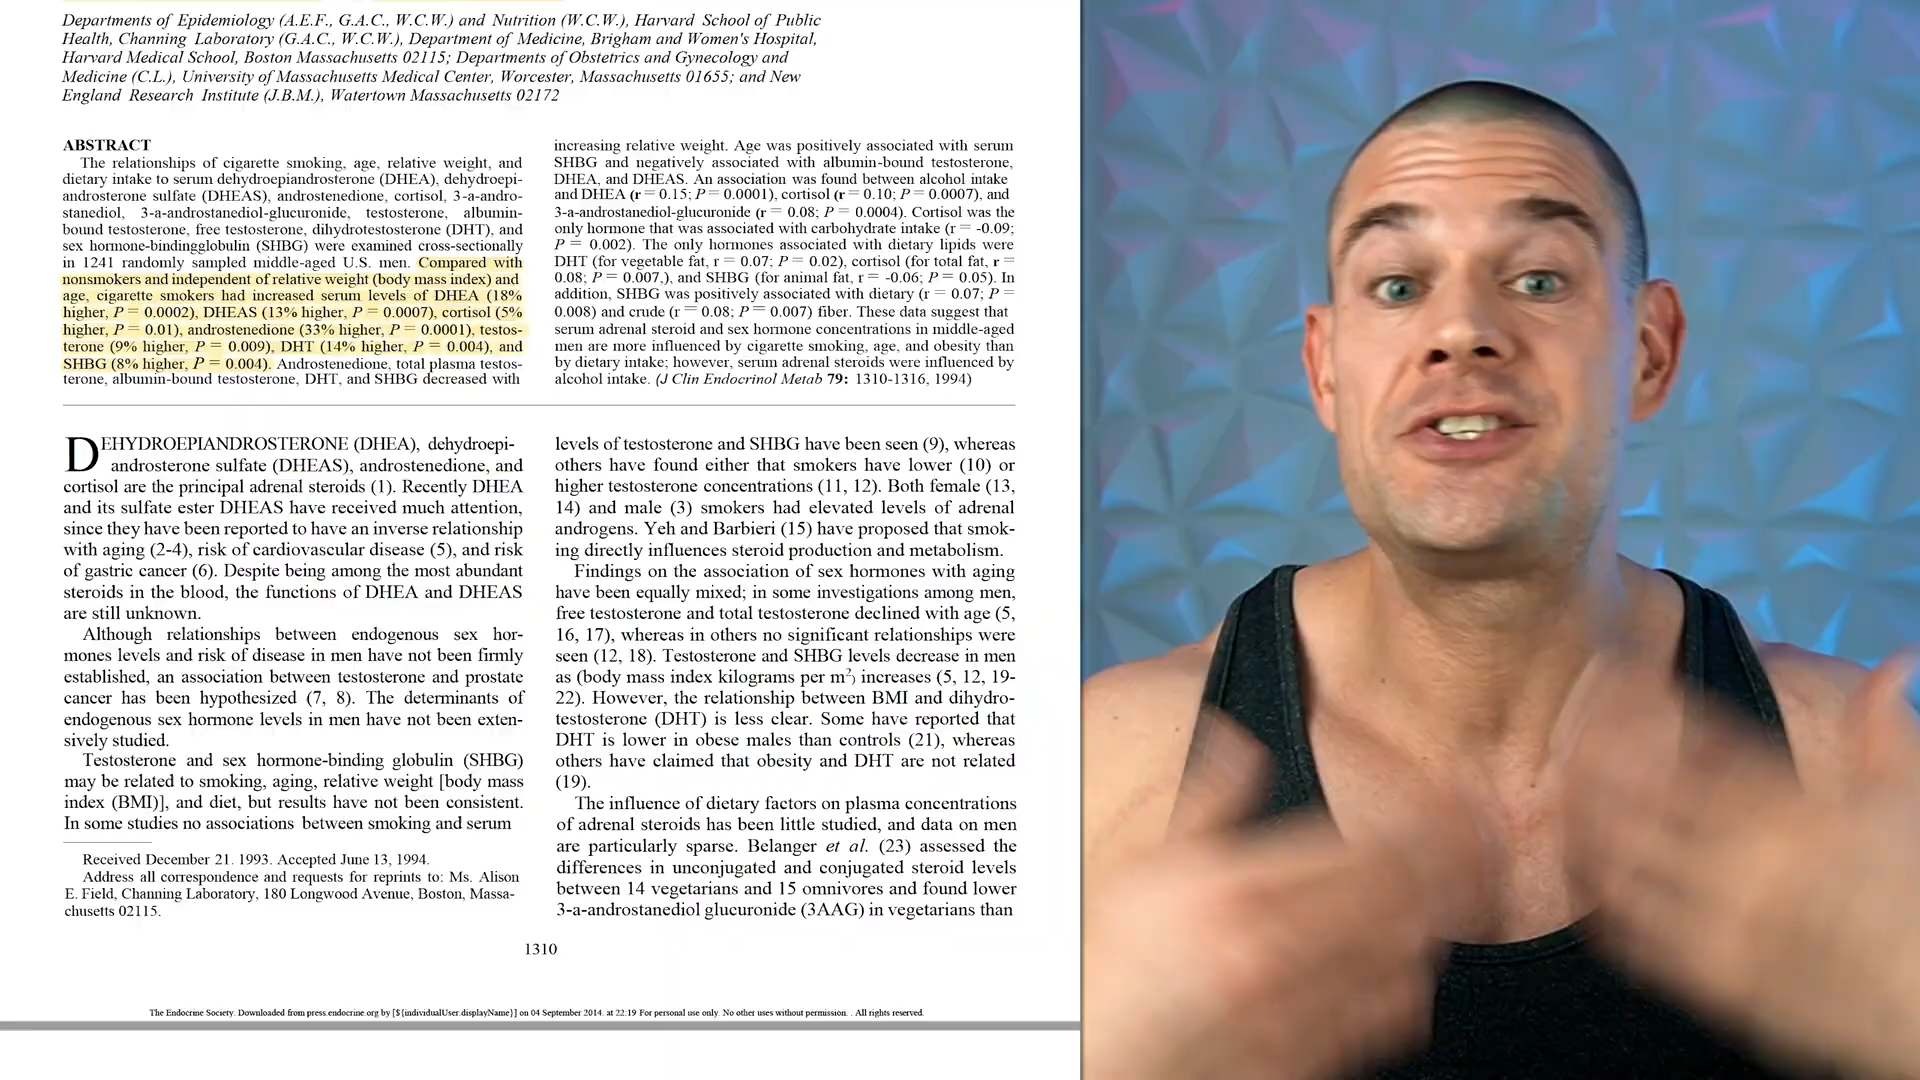 Departments of Epidemiology (A.E.F., G.A.C., W.C.W.) and Nutrition (W.C.W.), Harvard School of Public
Health, Channing Laboratory (G.A.C., W.C.W.), Department of Medicine, Brigham and Women's Hospital,
Harvard Medical School, Boston Massachusetts 02115; Departments of Obstetrics and Gynecology and
Medicine (C.L.), University of Massachusetts Medical Center, Worcester, Massachusetts 01655; and New
England Research Institute (J.B.M.), Watertown Massachusetts 02172
ABSTRACT
The relationships of cigarette smoking, age, relative weight, and
dietary intake to serum dehydroepiandrosterone (DHEA), dehydroepi-
androsterone sulfate (DHEAS), androstenedione, cortisol, 3-a-andro-
stanediol, 3-a-androstanediol-glucuronide, testosterone, albumin-
bound testosterone, free testosterone, dihydrotestosterone (DHT), and
sex hormone-bindingglobulin (SHBG) were examined cross-sectionally
in 1241 randomly sampled middle-aged U.S. men. Compared with
nonsmokers and independent of relative weight (body mass index) and
age, cigarette smokers had increased serum levels of DHEA (18%
higher, P = 0.0002), DHEAS (13% higher, P = 0.0007), cortisol (5%
higher, P = 0.01), androstenedione (33% higher, P = 0.0001), testos-
terone (9% higher, P = 0.009), DHT (14% higher, P = 0.004), and
SHBG (8% higher, P = 0.004). Androstenedione, total plasma testos-
terone, albumin-bound testosterone, DHT, and SHBG decreased with
increasing relative weight. Age was positively associated with serum
SHBG and negatively associated with albumin-bound testosterone,
DHEA, and DHEAS. An association was found between alcohol intake
and DHEA (r = 0.15; P = 0.0001), cortisol (r = 0.10; P = 0.0007), and
3-a-androstanediol-glucuronide (r = 0.08; P = 0.0004). Cortisol was the
only hormone that was associated with carbohydrate intake (r = -0.09;
P = 0.002). The only hormones associated with dietary lipids were
DHT (for vegetable fat, r = 0.07; P = 0.02), cortisol (for total fat, r =
0.08; P = 0.007,), and SHBG (for animal fat, r = -0.06; P = 0.05). In
addition, SHBG was positively associated with dietary (r = 0.07; P =
0.008) and crude (r = 0.08; P = 0.007) fiber. These data suggest that
serum adrenal steroid and sex hormone concentrations in middle-aged
men are more influenced by cigarette smoking, age, and obesity than
by dietary intake; however, serum adrenal steroids were influenced by
alcohol intake. (J Clin Endocrinol Metab 79: 1310-1316, 1994)
DEHYDROEPIANDROSTERONE (DHEA), dehydroepi-
androsterone sulfate (DHEAS), androstenedione, and
cortisol are the principal adrenal steroids (1). Recently DHEA
and its sulfate ester DHEAS have received much attention,
since they have been reported to have an inverse relationship
with aging (2-4), risk of cardiovascular disease (5), and risk
of gastric cancer (6). Despite being among the most abundant
steroids in the blood, the functions of DHEA and DHEAS
are still unknown.
Although relationships between endogenous sex hor-
mones levels and risk of disease in men have not been firmly
established, an association between testosterone and prostate
cancer has been hypothesized (7, 8). The determinants of
endogenous sex hormone levels in men have not been exten-
sively studied.
Testosterone and sex hormone-binding globulin (SHBG)
may be related to smoking, aging, relative weight [body mass
index (BMI)], and diet, but results have not been consistent.
In some studies no associations between smoking and serum
Received December 21. 1993. Accepted June 13, 1994.
Address all correspondence and requests for reprints to: Ms. Alison
E. Field, Channing Laboratory, 180 Longwood Avenue, Boston, Massa-
chusetts 02115.
levels of testosterone and SHBG have been seen (9), whereas
others have found either that smokers have lower (10) or
higher testosterone concentrations (11, 12). Both female (13,
14) and male (3) smokers had elevated levels of adrenal
androgens. Yeh and Barbieri (15) have proposed that smok-
ing directly influences steroid production and metabolism.
Findings on the association of sex hormones with aging
have been equally mixed; in some investigations among men,
free testosterone and total testosterone declined with age (5,
16, 17), whereas in others no significant relationships were
seen (12, 18). Testosterone and SHBG levels decrease in men
as (body mass index kilograms per m²) increases (5, 12, 19-
22). However, the relationship between BMI and dihydro-
testosterone (DHT) is less clear. Some have reported that
DHT is lower in obese males than controls (21), whereas
others have claimed that obesity and DHT are not related
(19).
The influence of dietary factors on plasma concentrations
of adrenal steroids has been little studied, and data on men
are particularly sparse. Belanger et al. (23) assessed the
differences in unconjugated and conjugated steroid levels
between 14 vegetarians and 15 omnivores and found lower
3-a-androstanediol glucuronide (3AAG) in vegetarians than
1310
The Endocrine Society. Downloaded from press.endocrine.org by [${individualUser.displayName}] on 04 September 2014. at 22:19 For personal use only. No other uses without permission. . All rights reserved.